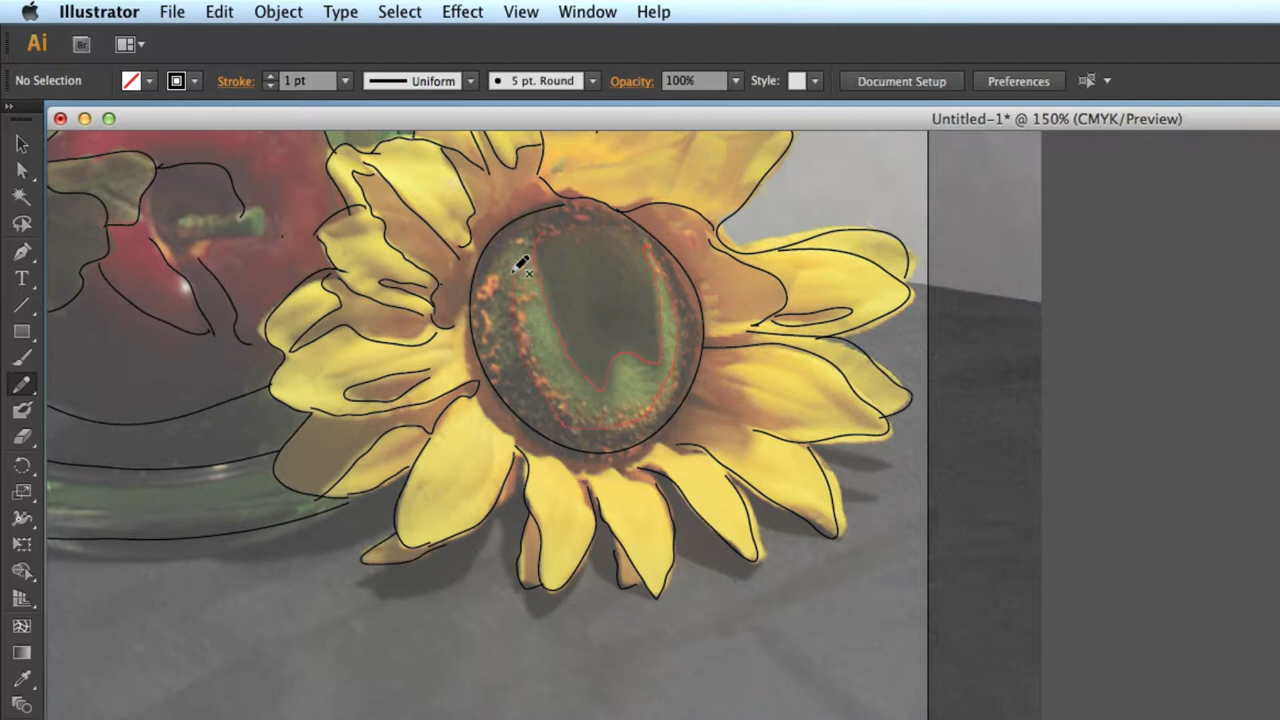 Illustrator File Edit Object Type Select Effect View Window Help
Ai Br
No Selection Stroke: 1 pt Uniform 5 pt. Round Opacity: 100% Style: Document Setup Preferences
Untitled-1* @ 150% (CMYK/Preview)
T